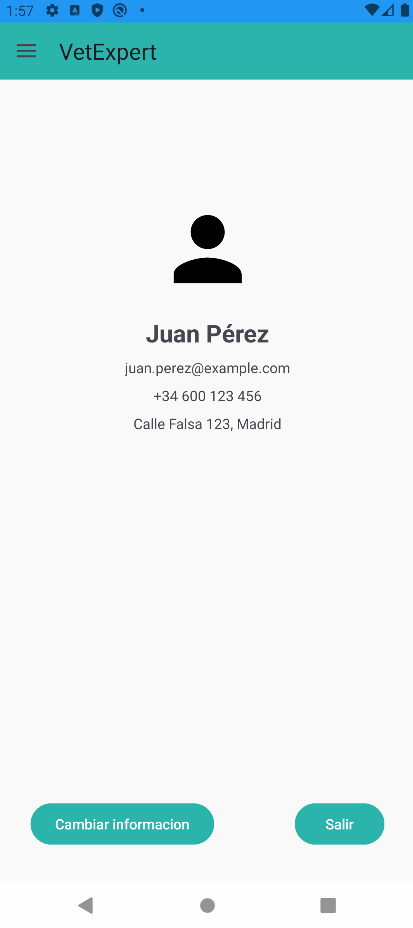 1:57
VetExpert
Juan Pérez
juan.perez@example.com
+34 600 123 456
Calle Falsa 123, Madrid
Cambiar informacion
Salir